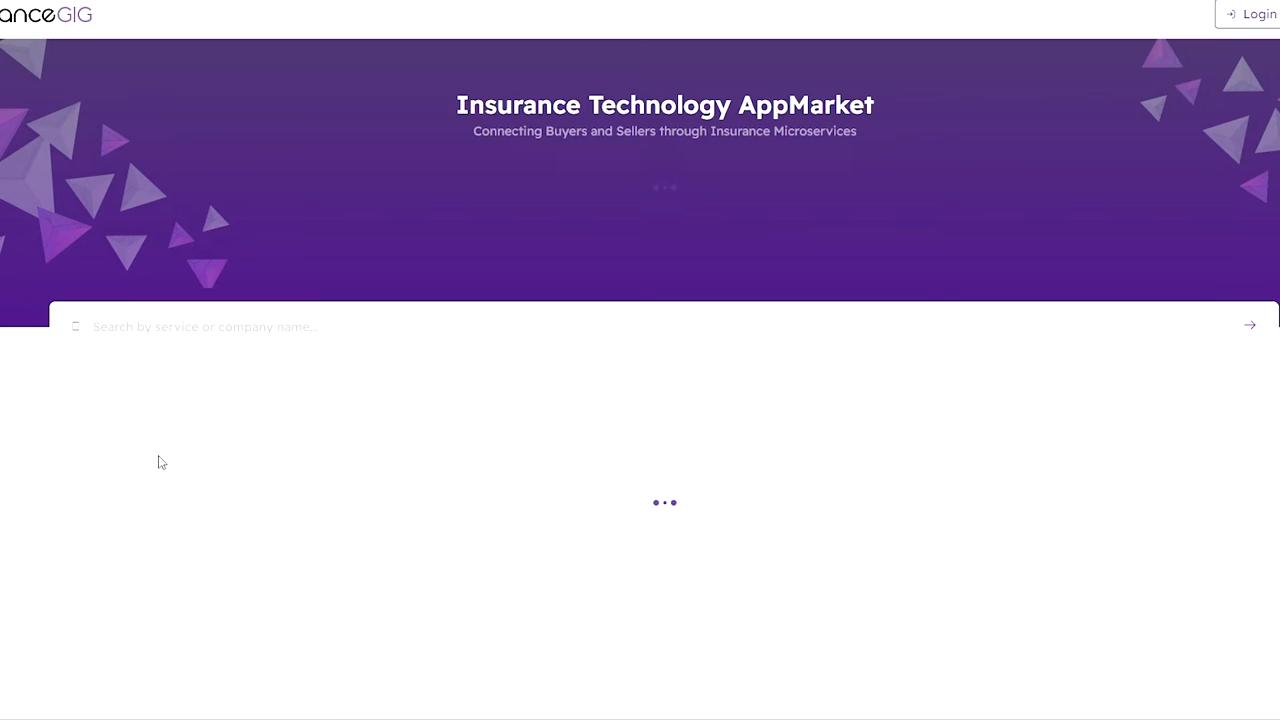 anceGIG
Login
Insurance Technology AppMarket
Connecting Buyers and Sellers through Insurance Microservices
Search by service or company name..